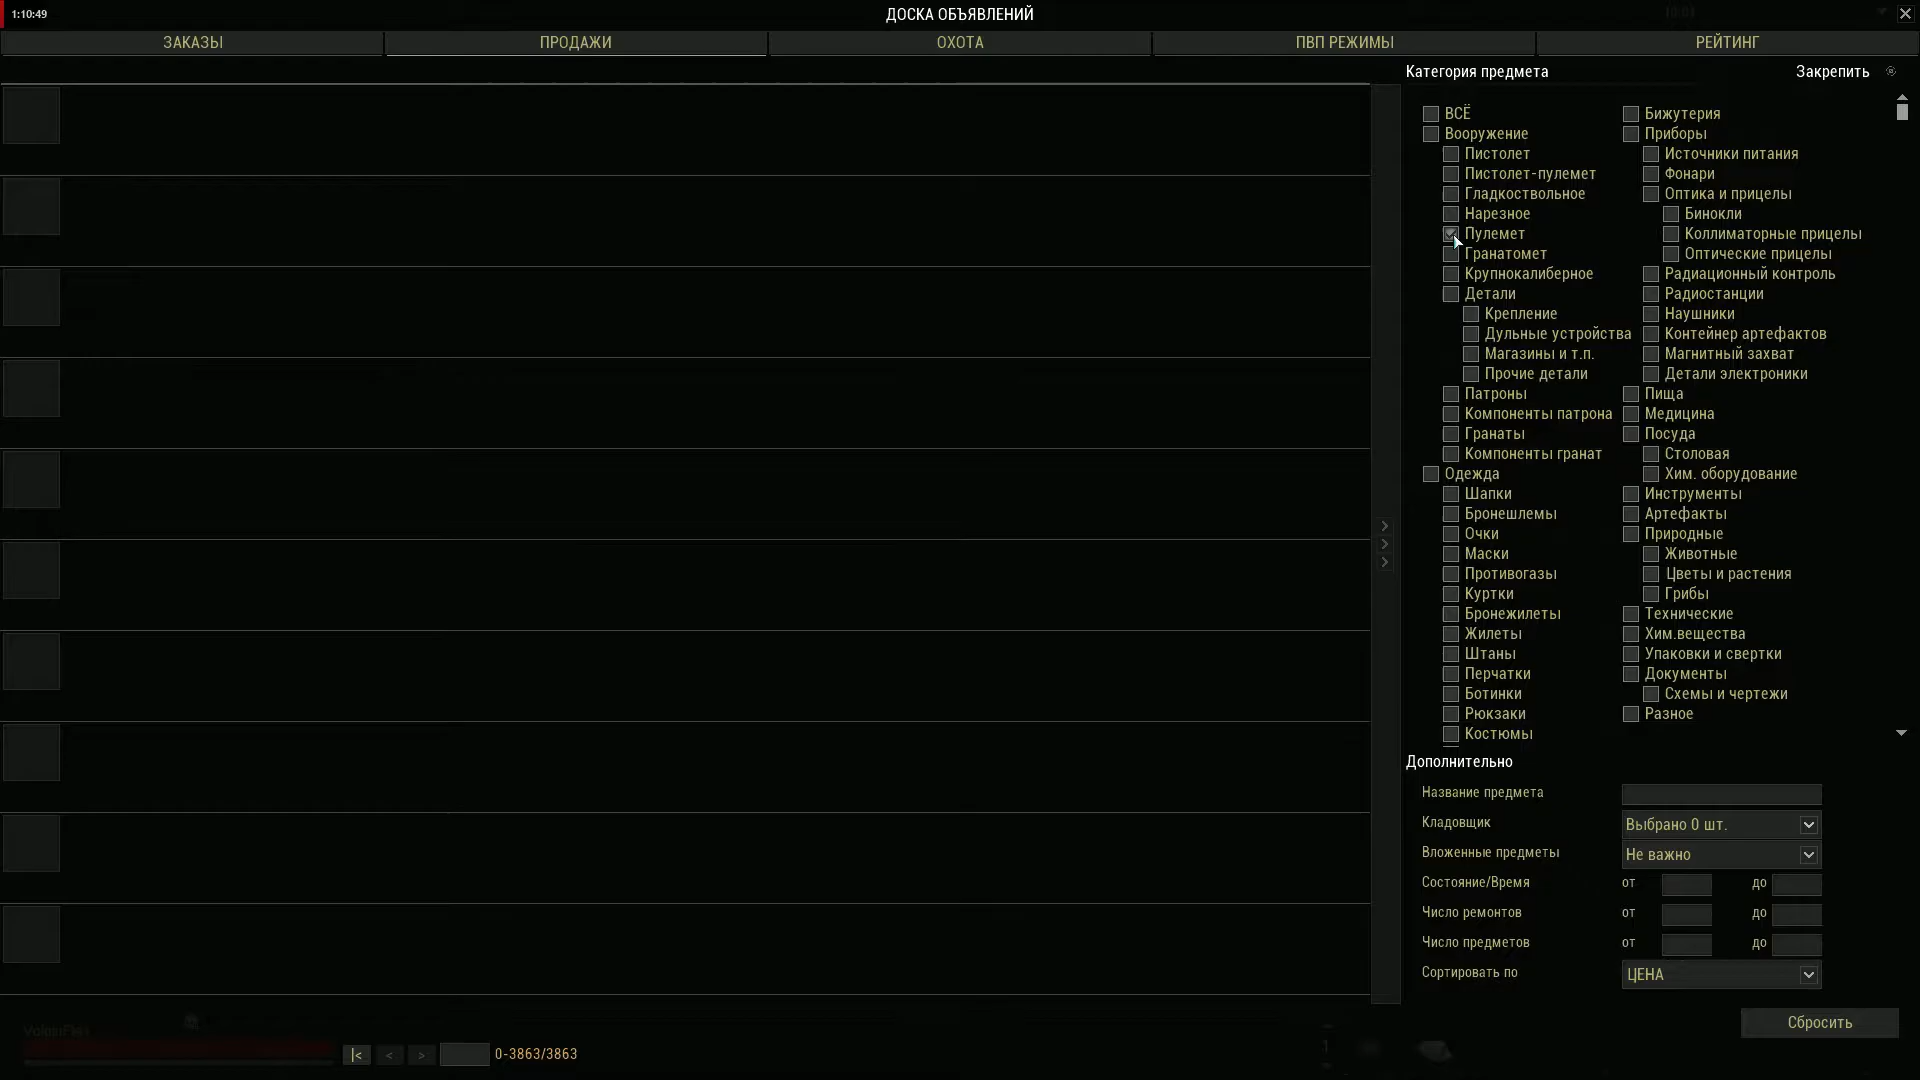 1:10:49
ДОСКА ОБЪЯВЛЕНИЙ
ЗАКАЗЫ
ПРОДАЖИ
ОХОТА
ПВП РЕЖИМЫ
РЕЙТИНГ
Категория предмета
Закрепить
ВСЁ
Вооружение
Пистолет
Пистолет-пулемет
Гладкоствольное
Нарезное
Пулемет
Гранатомет
Крупнокалиберное
Детали
Крепление
Дульные устройства
Магазины и т.п.
Прочие детали
Патроны
Компоненты патрона
Гранаты
Компоненты гранат
Одежда
Шапки
Бронешлемы
Очки
Маски
Противогазы
Куртки
Бронежилеты
Жилеты
Штаны
Перчатки
Ботинки
Рюкзаки
Костюмы
Бижутерия
Приборы
Источники питания
Фонари
Оптика и прицелы
Бинокли
Коллиматорные прицелы
Оптические прицелы
Радиационный контроль
Радиостанции
Наушники
Контейнер артефактов
Магнитный захват
Детали электроники
Пища
Медицина
Посуда
Столовая
Хим. оборудование
Инструменты
Артефакты
Природные
Животные
Цветы и растения
Грибы
Технические
Хим.вещества
Упаковки и свертки
Документы
Схемы и чертежи
Разное
Дополнительно
Название предмета
Кладовщик
Выбрано 0 шт.
Вложенные предметы
Не важно
Состояние/Время
от
до
Число ремонтов
от
до
Число предметов
от
до
Сортировать по
ЦЕНА
Сбросить
|<
<
>
0-3863/3863
1